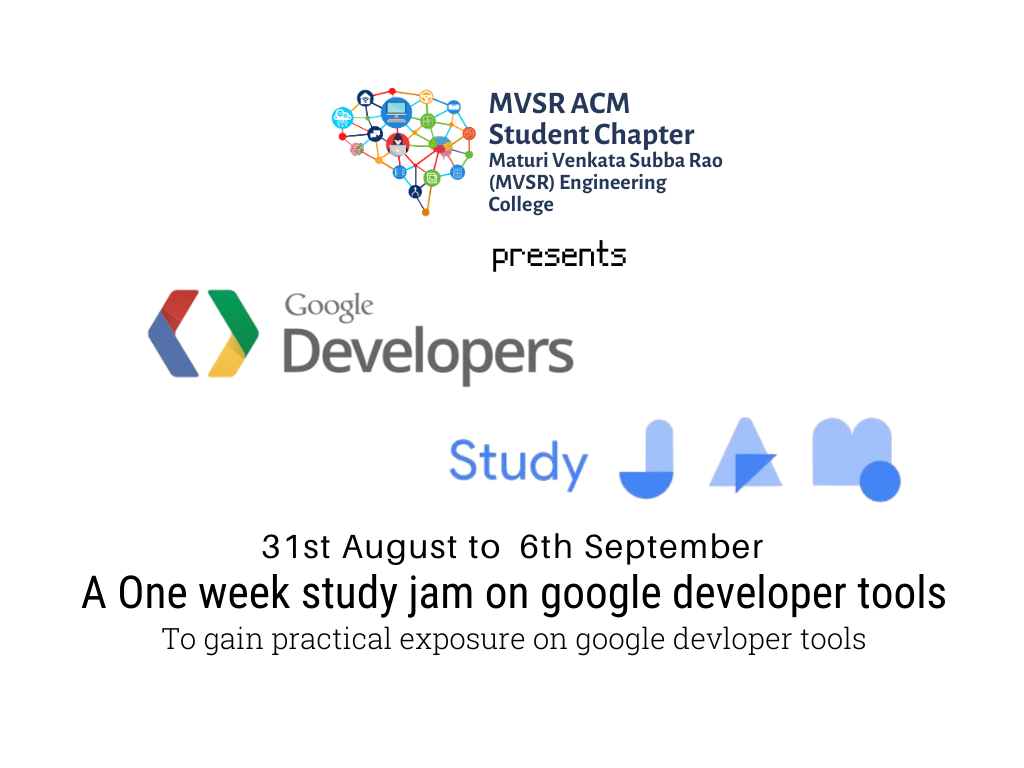 MVSR ACM
Student Chapter
Maturi Venkata Subba Rao
(MVSR) Engineering
College
presents
Google
Developers
Study JAM
31st August to 6th September
A One week study jam on google developer tools
To gain practical exposure on google devloper tools